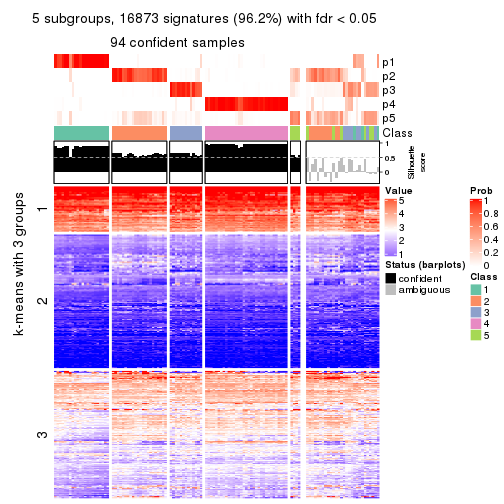 5 subgroups, 16873 signatures (96.2%) with fdr < 0.05
94 confident samples
p1
p2
p3
p4
p5
Class
1
0.5
0
Silhouette
score
k-means with 3 groups
1
2
3
Value
5
4
3
2
1
Status (barplots)
confident
ambiguous
Prob
1
0.8
0.6
0.4
0.2
0
Class
1
2
3
4
5